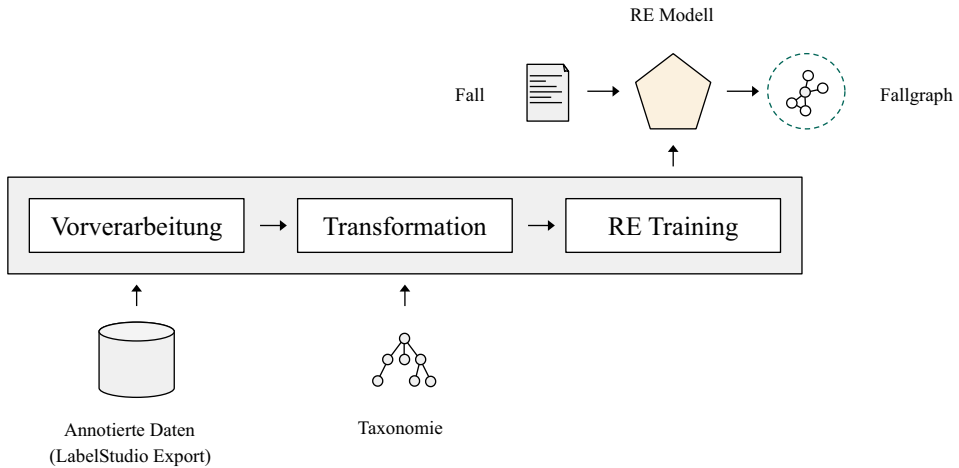 RE Modell
Fall
Fallgraph
Vorverarbeitung
Transformation
RE Training
Annotierte Daten
(LabelStudio Export)
Taxonomie